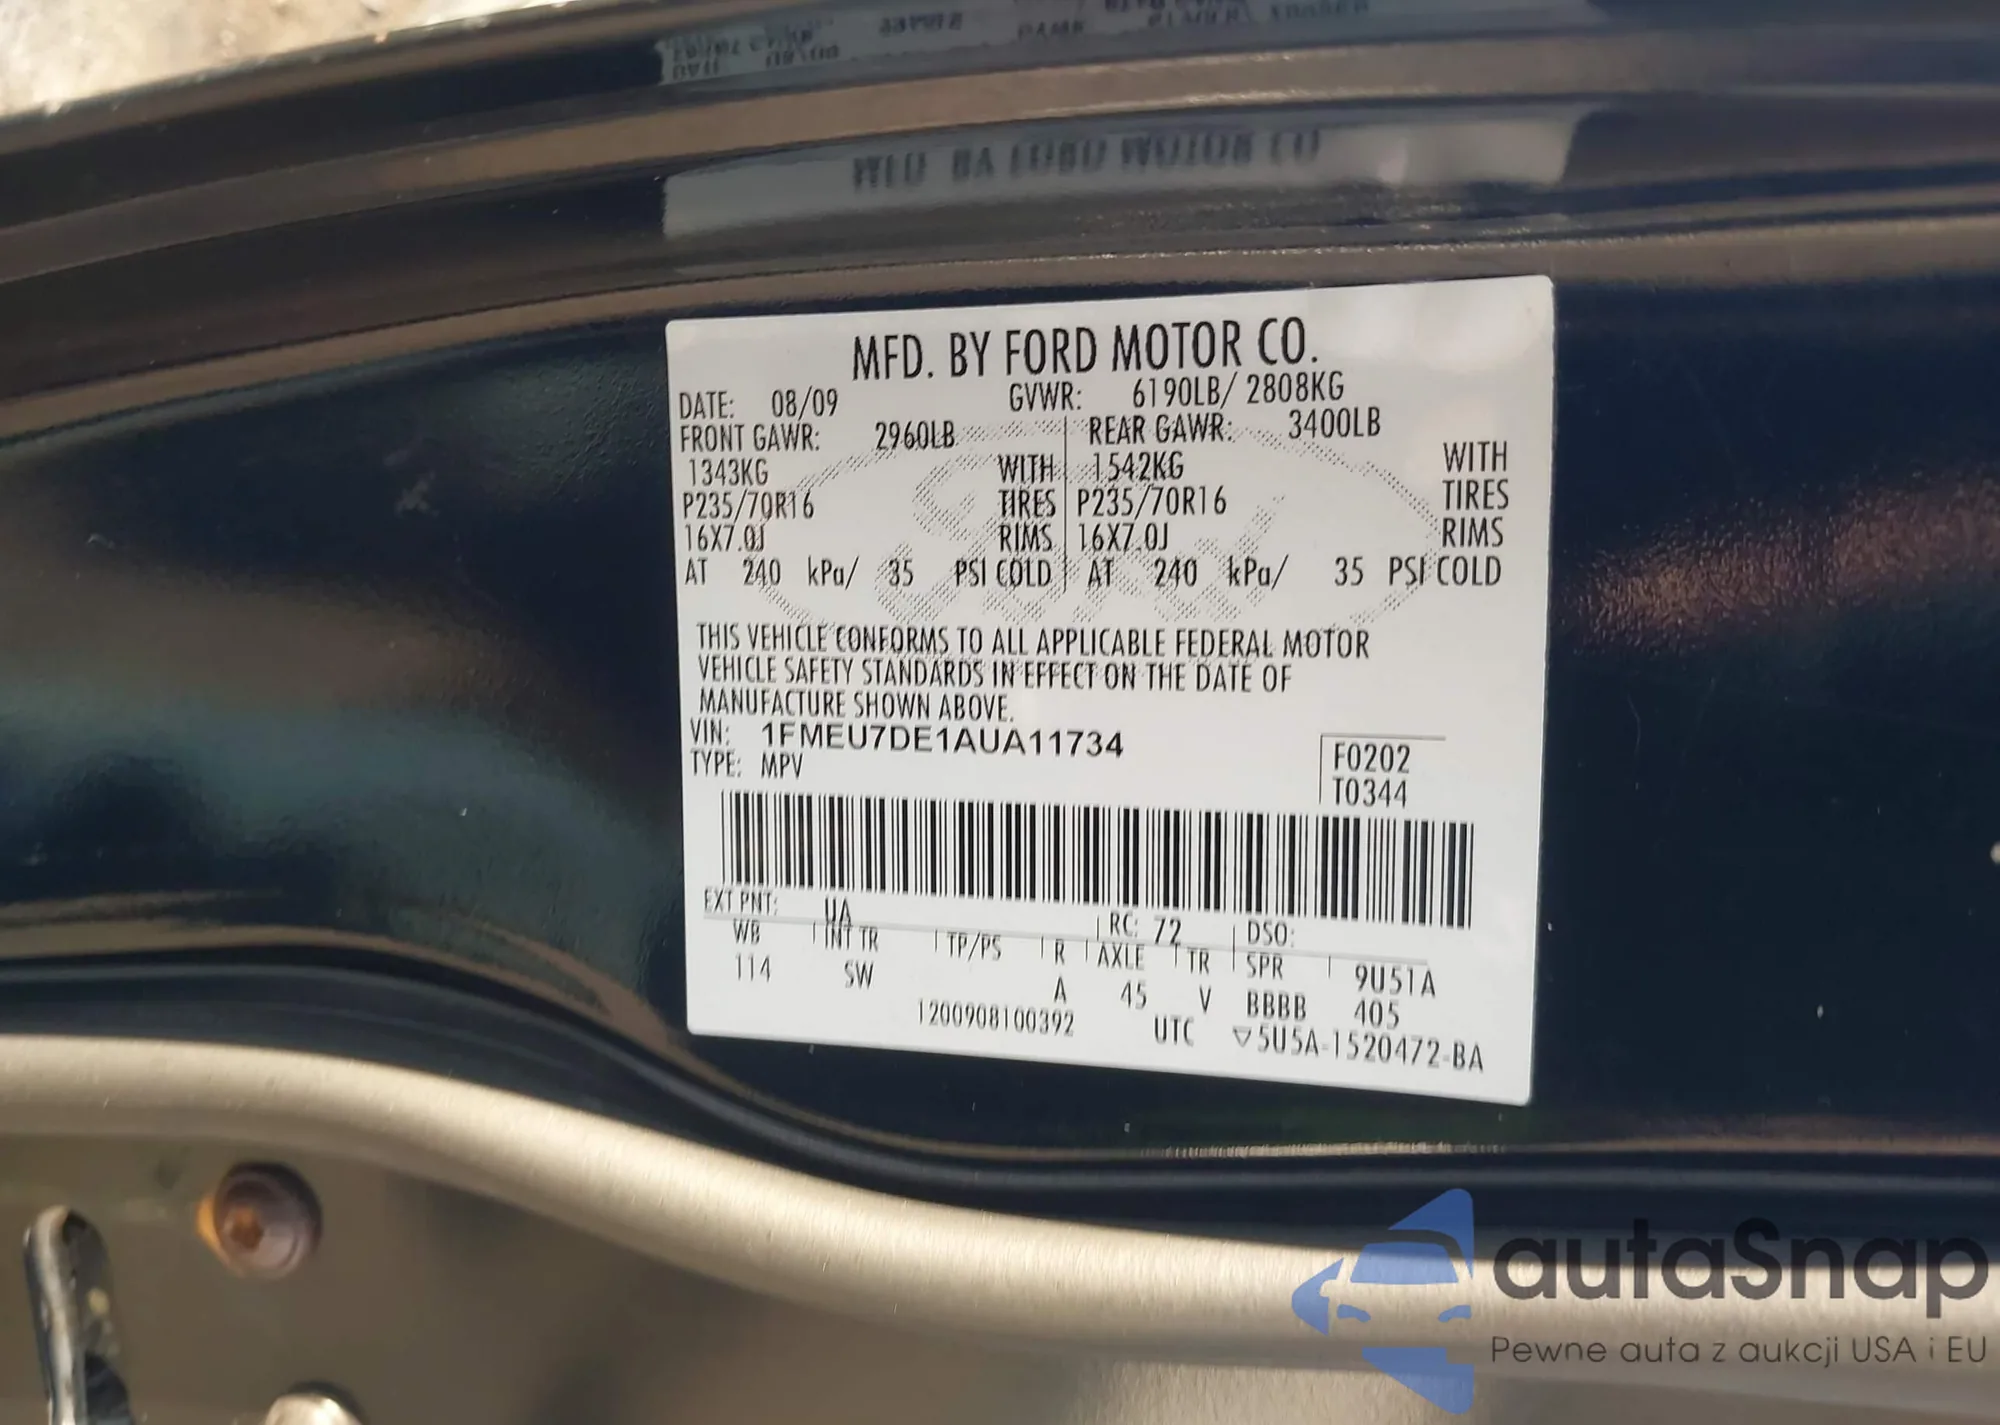 MFD. BY FORD MOTOR CO.
DATE: 08/09 GVWR: 6190LB/ 2808KG
FRONT GAWR: 2960LB REAR GAWR: 3400LB
1343KG WITH 1542KG WITH
P235/70R16 TIRES P235/70R16 TIRES
16X7.0J RIMS 16X7.0J RIMS
AT 240 kPa/ 35 PSI COLD AT 240 kPa/ 35 PSI COLD
THIS VEHICLE CONFORMS TO ALL APPLICABLE FEDERAL MOTOR
VEHICLE SAFETY STANDARDS IN EFFECT ON THE DATE OF
MANUFACTURE SHOWN ABOVE.
VIN: 1FMEU7DE1AUA11734
TYPE: MPV
F0202
T0344
EXT PNT: UA RC: 72 DSO:
WB INT TR TP/PS R AXLE TR SPR 9U51A
114 SW A 45 V BBBB 405
1200908100392 UTC ▽5U5A-1520472-BA
autaSnap
Pewne auta z aukcji USA i EU